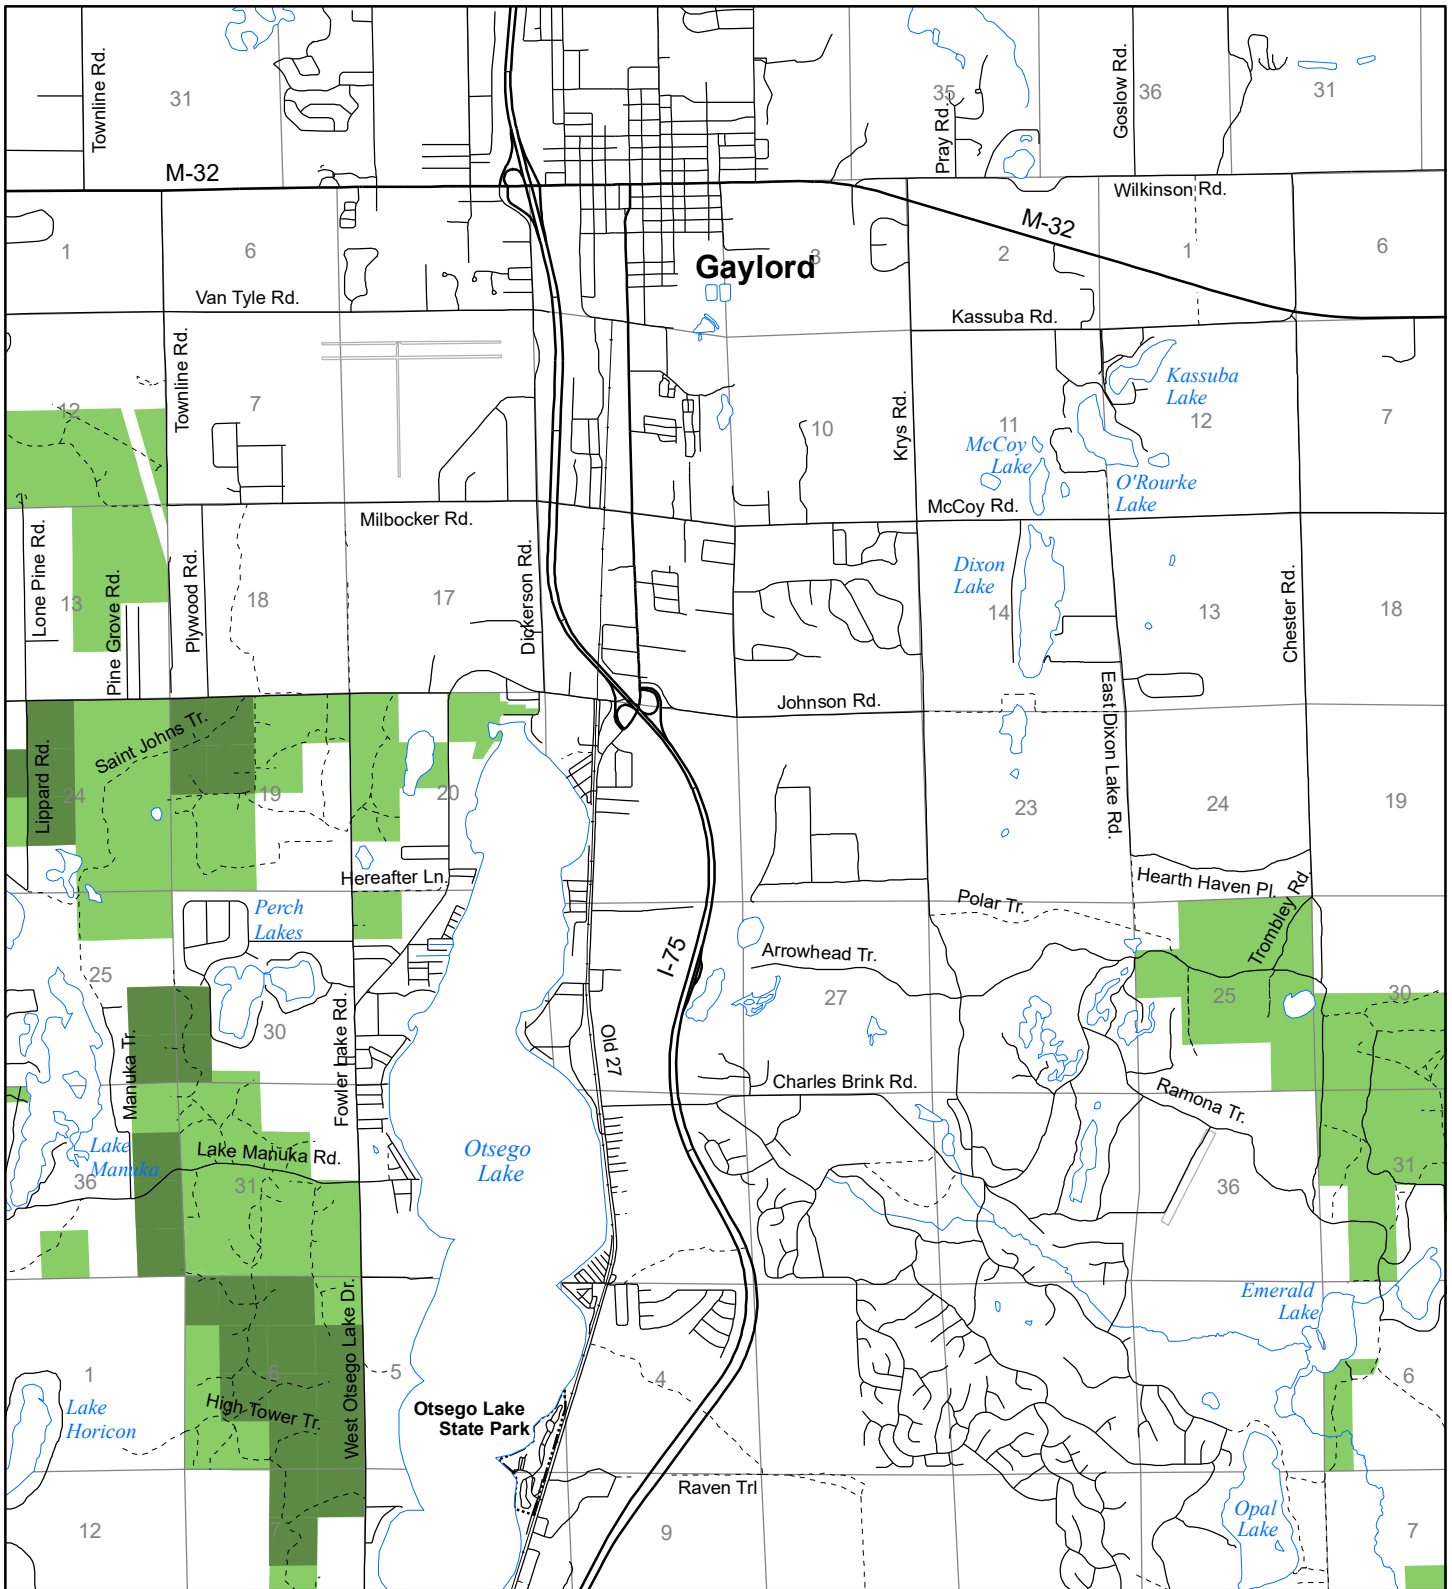 Townline Rd.
31
35
Pray Rd.
36
Goslow Rd.
31
M-32
Wilkinson Rd.
1
6
Gaylord
3
2
M-32
1
6
Van Tyle Rd.
Kassuba Rd.
Townline Rd.
12
7
10
Krys Rd.
11
McCoy
Lake
Kassuba
Lake
12
7
O'Rourke
Lake
Milbocker Rd.
McCoy Rd.
Lone Pine Rd.
13
Pine Grove Rd.
Plywood Rd.
18
17
Dickerson Rd.
Dixon
Lake
14
13
Chester Rd.
18
Johnson Rd.
East Dixon Lake Rd.
Saint Johns Tr.
Lippard Rd.
24
19
20
23
24
19
Hereafter Ln.
Hearth Haven Pl.
Perch
Lakes
Polar Tr.
Trombley Rd.
25
I-75
Arrowhead Tr.
27
25
30
Manuka Tr.
30
Fowler Lake Rd.
Old 27
Charles Brink Rd.
Ramona Tr.
Lake
Manuka
Lake Manuka Rd.
Otsego
Lake
36
31
36
31
Emerald
Lake
West Otsego Lake Dr.
1
6
5
4
6
Lake
Horicon
High Tower Tr.
Otsego Lake
State Park
Raven Trl
12
7
9
Opal
Lake
7